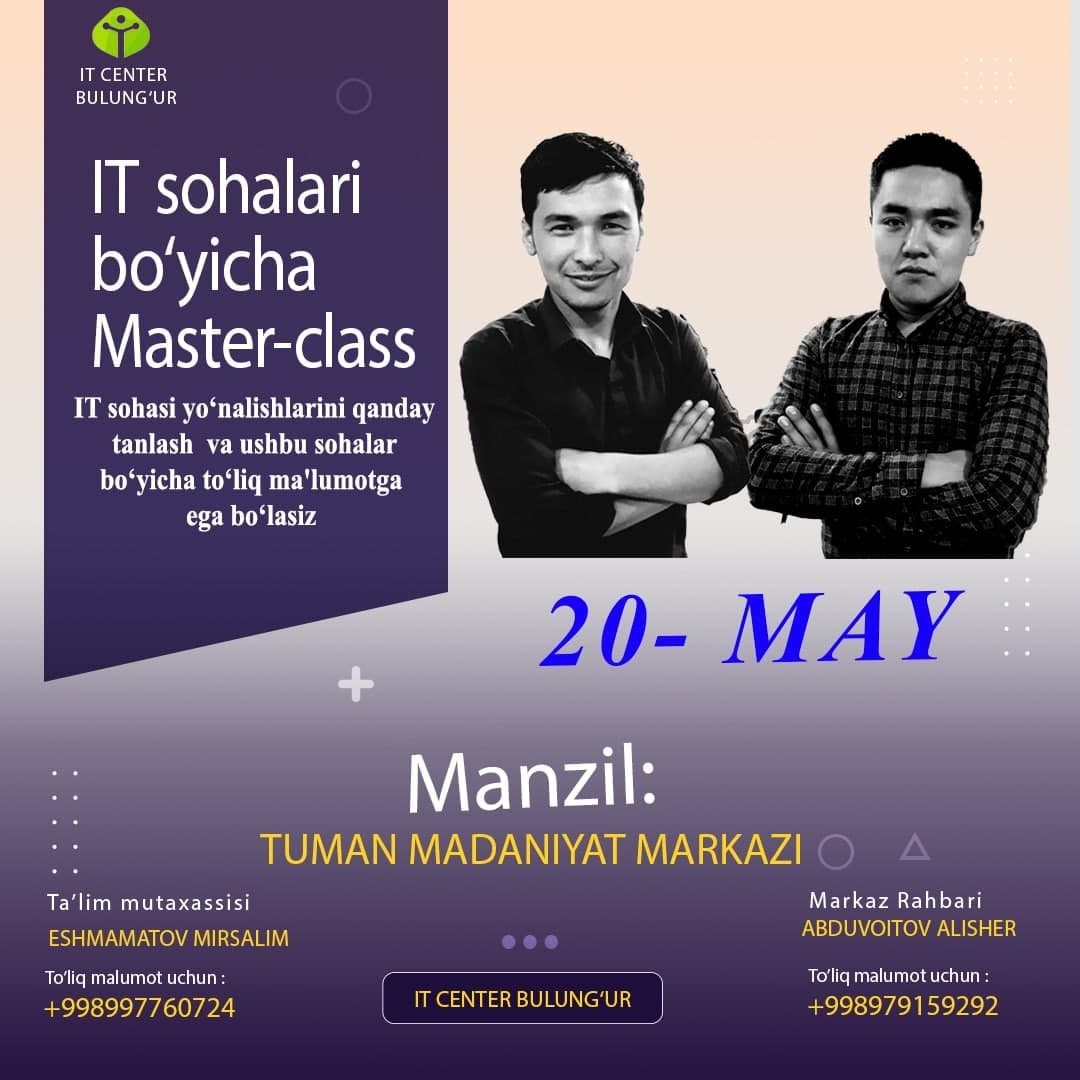 IT CENTER
BULUNG‘UR
IT sohalari
bo‘yicha
Master-class
IT sohasi yo‘nalishlarini qanday
tanlash va ushbu sohalar
bo‘yicha to‘liq ma'lumotga
ega bo‘lasiz
20- MAY
Manzil:
TUMAN MADANIYAT MARKAZI
Ta’lim mutaxassisi
ESHMAMATOV MIRSALIM
To‘liq malumot uchun :
+998997760724
IT CENTER BULUNG‘UR
Markaz Rahbari
ABDUVOITOV ALISHER
To‘liq malumot uchun :
+998979159292